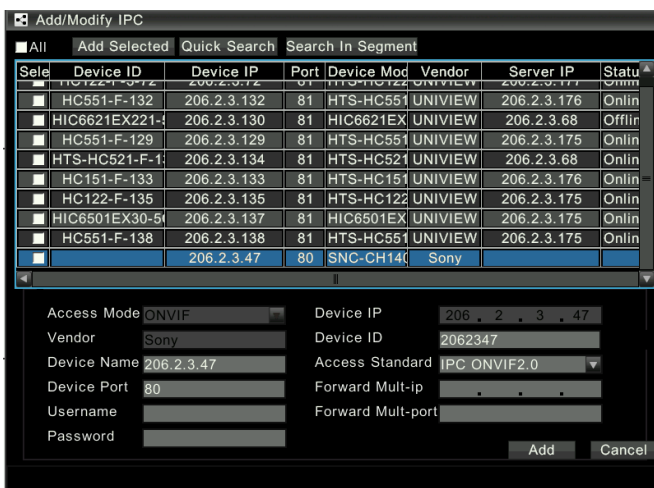 Add/Modify IPC
All Add Selected Quick Search Search In Segment
Sele Device ID Device IP Port Device Mod Vendor Server IP Statu
HC551-F-132 206.2.3.132 81 HTS-HC551 UNIVIEW 206.2.3.176 Onlin
HIC6621EX221- 206.2.3.130 81 HIC6621EX UNIVIEW 206.2.3.68 Offlin
HC551-F-129 206.2.3.129 81 HTS-HC551 UNIVIEW 206.2.3.175 Onlin
HTS-HC521-F-1 206.2.3.134 81 HTS-HC521 UNIVIEW 206.2.3.68 Onlin
HC151-F-133 206.2.3.133 81 HTS-HC151 UNIVIEW 206.2.3.176 Onlin
HC122-F-135 206.2.3.135 81 HTS-HC122 UNIVIEW 206.2.3.175 Onlin
HIC6501EX30-5 206.2.3.137 81 HIC6501EX UNIVIEW 206.2.3.175 Onlin
HC551-F-138 206.2.3.138 81 HTS-HC551 UNIVIEW 206.2.3.175 Onlin
206.2.3.47 80 SNC-CH140 Sony
Access Mode ONVIF Device IP 206 . 2 . 3 . 47
Vendor Sony Device ID 2062347
Device Name 206.2.3.47 Access Standard IPC ONVIF2.0
Device Port 80 Forward Mult-ip . . .
Username Forward Mult-port
Password
Add Cancel